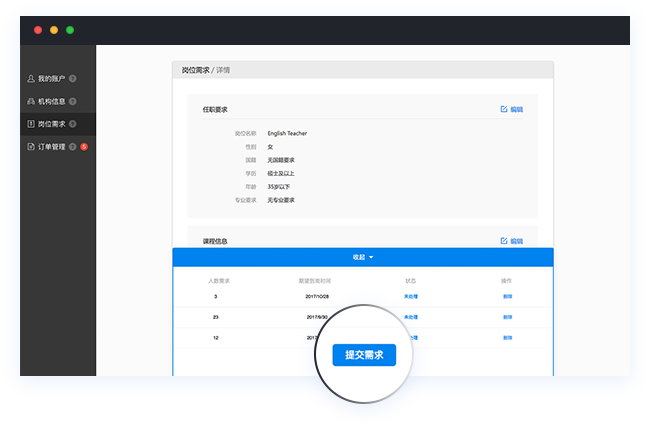 我的账户 ?
机构信息 ?
岗位需求 ?
订单管理 ? 5
岗位需求 / 详情
任职要求 编辑
岗位名称 English Teacher
性别 女
国籍 无国籍要求
学历 硕士及以上
年龄 35岁以下
专业要求 无专业要求
课程信息 编辑
收起
人数需求 期望到岗时间 状态 操作
3 2017/10/28 未处理 删除
23 2017/9/30 未处理 删除
12 2017 处理 删除
提交需求